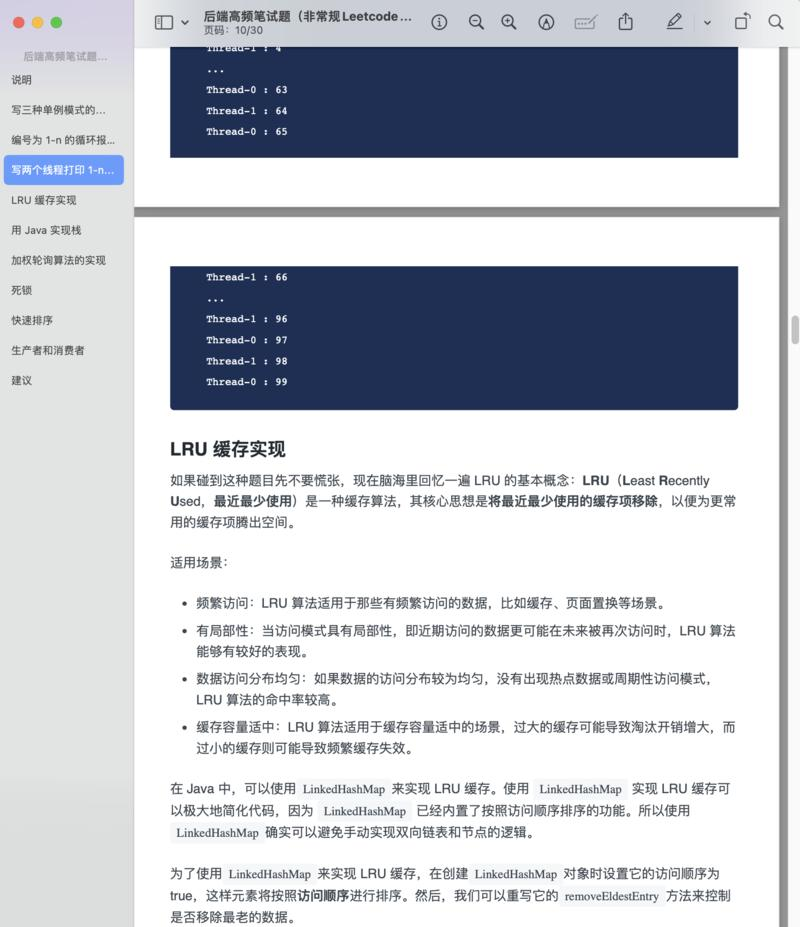 后端高频笔试题（非常规Leetcode...
页码：10/30
后端高频笔试题...
说明
写三种单例模式的...
编号为 1-n 的循环报...
写两个线程打印 1-n...
LRU 缓存实现
用 Java 实现栈
加权轮询算法的实现
死锁
快速排序
生产者和消费者
建议
Thread-1 : 4
...
Thread-0 : 63
Thread-1 : 64
Thread-0 : 65
Thread-1 : 66
...
Thread-1 : 96
Thread-0 : 97
Thread-1 : 98
Thread-0 : 99
LRU 缓存实现
如果碰到这种题目先不要慌张，现在脑海里回忆一遍 LRU 的基本概念：LRU（Least Recently
Used，最近最少使用）是一种缓存算法，其核心思想是将最近最少使用的缓存项移除，以便为更常
用的缓存项腾出空间。
适用场景：
• 频繁访问：LRU 算法适用于那些有频繁访问的数据，比如缓存、页面置换等场景。
• 有局部性：当访问模式具有局部性，即近期访问的数据更可能在未来被再次访问时，LRU 算法
能够有较好的表现。
• 数据访问分布均匀：如果数据的访问分布较为均匀，没有出现热点数据或周期性访问模式，
LRU 算法的命中率较高。
• 缓存容量适中：LRU 算法适用于缓存容量适中的场景，过大的缓存可能导致淘汰开销增大，而
过小的缓存则可能导致频繁缓存失效。
在 Java 中，可以使用 LinkedHashMap 来实现 LRU 缓存。使用 LinkedHashMap 实现 LRU 缓存可
以极大地简化代码，因为 LinkedHashMap 已经内置了按照访问顺序排序的功能。所以使用
LinkedHashMap 确实可以避免手动实现双向链表和节点的逻辑。
为了使用 LinkedHashMap 来实现 LRU 缓存，在创建 LinkedHashMap 对象时设置它的访问顺序为
true，这样元素将按照访问顺序进行排序。然后，我们可以重写它的 removeEldestEntry 方法来控制
是否移除最老的数据。